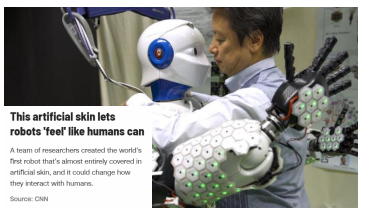 This artificial skin lets
robots 'feel' like humans can
A team of researchers created the world's
first robot that's almost entirely covered in
artificial skin, and it could change how
they interact with humans.
Source: CNN